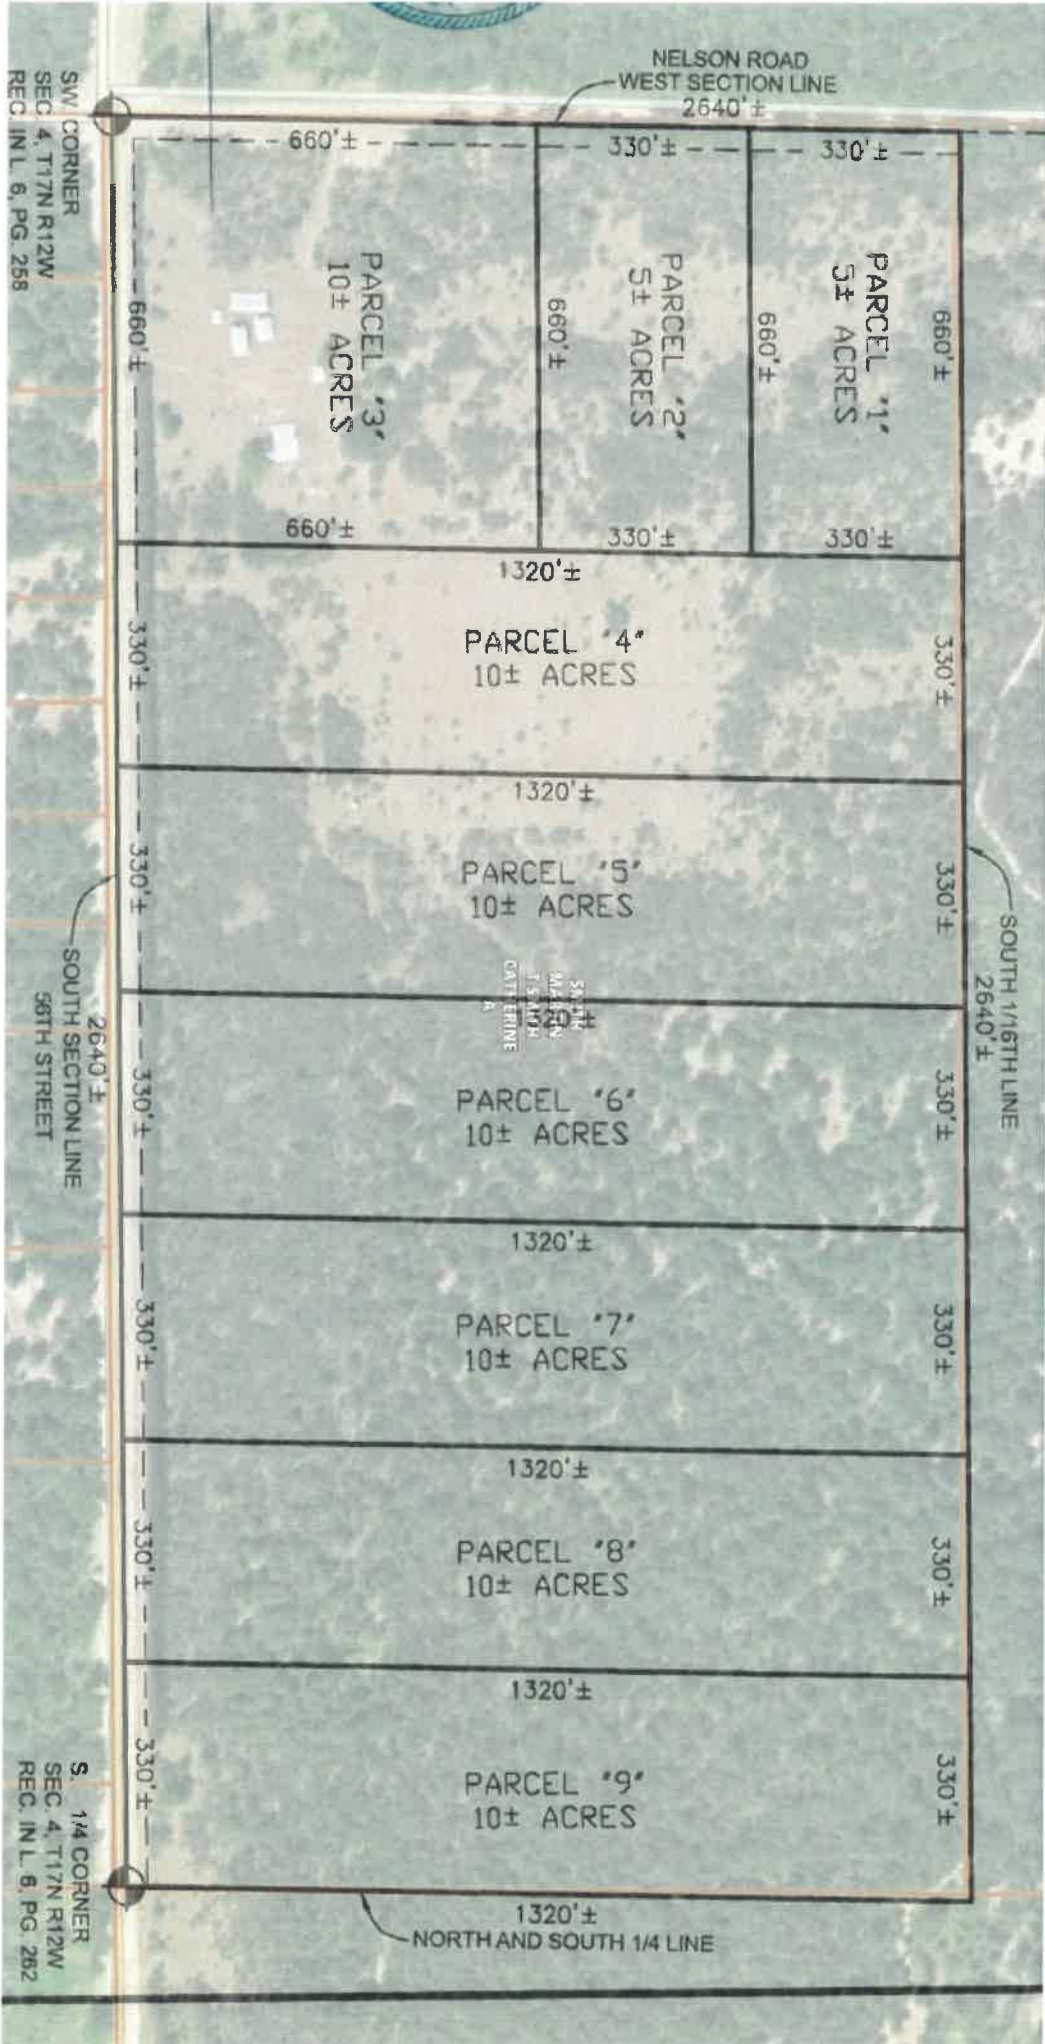 NELSON ROAD
WEST SECTION LINE
2640'±
SW. CORNER
SEC. 4, T17N R12W
REC. IN L. 6, PG. 258
660'±
330'±
330'±
PARCEL "1"
5± ACRES
660'±
660'±
PARCEL "2"
5± ACRES
660'±
PARCEL "3"
10± ACRES
660'±
660'±
330'±
330'±
1320'±
PARCEL "4"
10± ACRES
330'±
330'±
1320'±
PARCEL "5"
10± ACRES
330'±
330'±
SOUTH 1/16TH LINE
2640'±
2640'±
SOUTH SECTION LINE
56TH STREET
SMITH
MARTIN
T SMITH
CATHERINE
A
1320'±
PARCEL "6"
10± ACRES
330'±
330'±
1320'±
PARCEL "7"
10± ACRES
330'±
330'±
1320'±
PARCEL "8"
10± ACRES
330'±
330'±
1320'±
PARCEL "9"
10± ACRES
330'±
330'±
1320'±
NORTH AND SOUTH 1/4 LINE
S. 1/4 CORNER
SEC. 4, T17N R12W
REC. IN L. 6, PG. 262